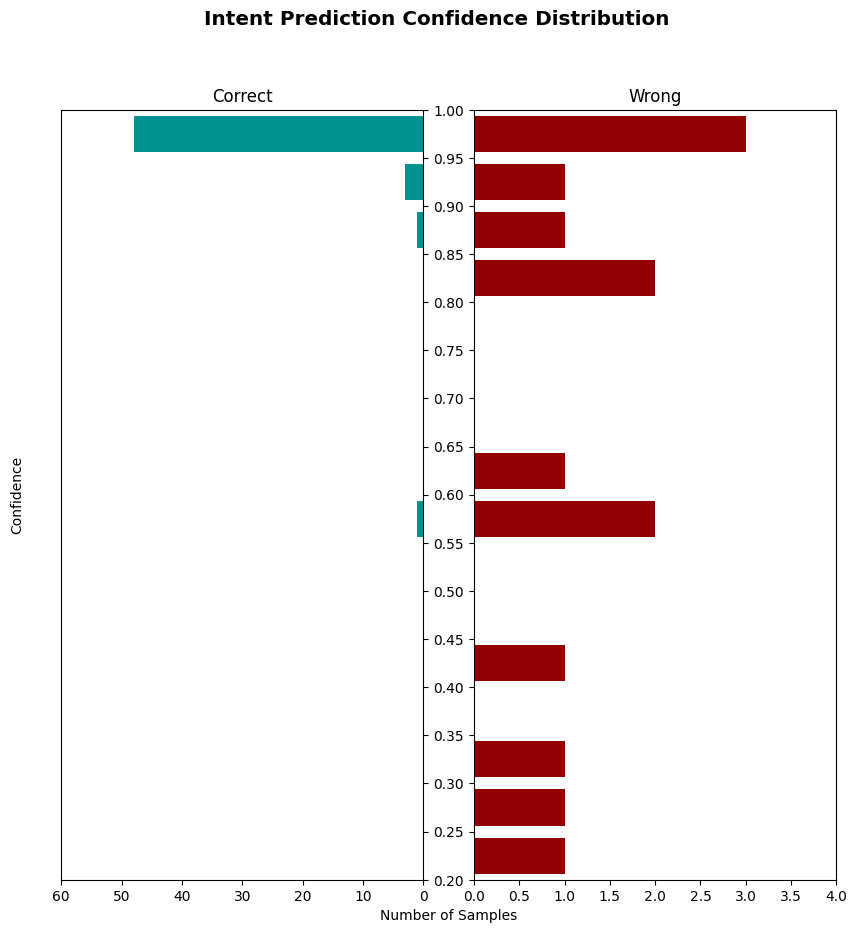 Intent Prediction Confidence Distribution
Correct
Wrong
1.00
0.95
0.90
0.85
0.80
0.75
0.70
0.65
0.60
0.55
0.50
0.45
0.40
0.35
0.30
0.25
0.20
Confidence
60 50 40 30 20 10 0
0.0 0.5 1.0 1.5 2.0 2.5 3.0 3.5 4.0
Number of Samples